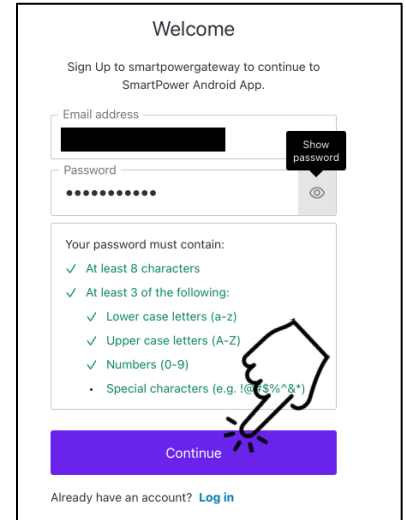 Welcome
Sign Up to smartpowergateway to continue to
SmartPower Android App.
Email address
Show
password
Password
•••••••••••
Your password must contain:
✓ At least 8 characters
✓ At least 3 of the following:
✓ Lower case letters (a-z)
✓ Upper case letters (A-Z)
✓ Numbers (0-9)
• Special characters (e.g. !@#$%^&*)
Continue
Already have an account? Log in